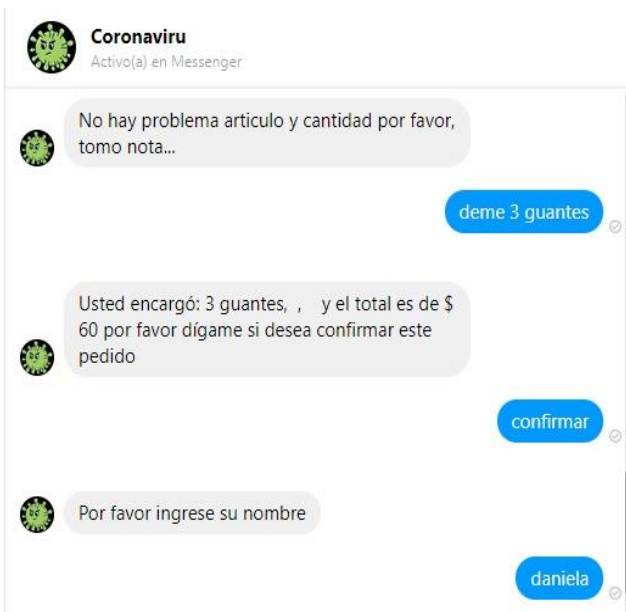 Coronaviru
Activo(a) en Messenger
No hay problema articulo y cantidad por favor,
tomo nota...
deme 3 guantes
Usted encargó: 3 guantes, , y el total es de $
60 por favor dígame si desea confirmar este
pedido
confirmar
Por favor ingrese su nombre
daniela